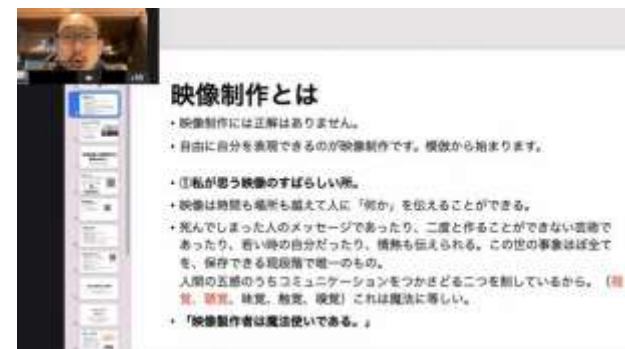 映像制作とは
・映像制作には正解はありません。
・自由に自分を表現できるのが映像制作です。模倣から始まります。
・①私が思う映像のすばらしい所。
・映像は時間も場所も越えて人に「何か」を伝えることができる。
・死んでしまった人のメッセージであったり、二度と作ることができない芸術で
あったり、若い時の自分だったり、情熱も伝えられる。この世の事象ほぼ全て
を、保存できる現段階で唯一のもの。
人間の五感のうちコミュニケーションをつかさどる二つを制しているから。（視
覚、聴覚、味覚、触覚、嗅覚）これは魔法に等しい。
・「映像製作者は魔法使いである。」